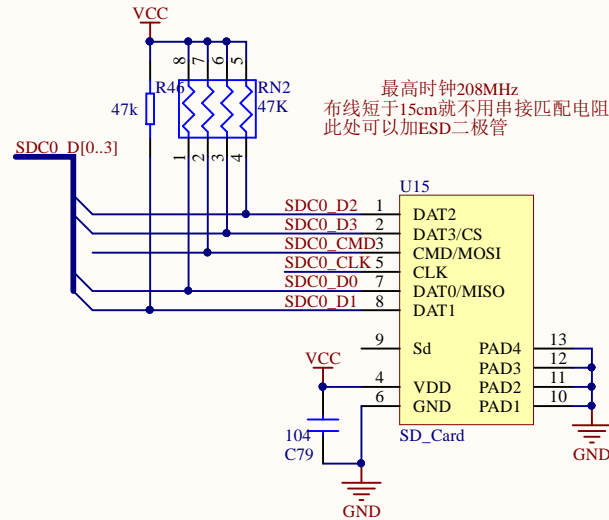 VCC
8
7
6
5
R46
RN2
47k
47K
1
2
3
4
最高时钟208MHz
布线短于15cm就不用串接匹配电阻
此处可以加ESD二极管
SDC0_D[0..3]
U15
SDC0_D2 1 DAT2
SDC0_D3 2 DAT3/CS
SDC0_CMD 3 CMD/MOSI
SDC0_CLK 5 CLK
SDC0_D0 7 DAT0/MISO
SDC0_D1 8 DAT1
9 Sd PAD4 13
PAD3 12
VCC
4 VDD PAD2 11
6 GND PAD1 10
104
C79
SD_Card
GND
GND